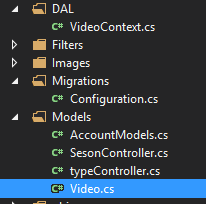 DAL
C# VideoContext.cs
Filters
Images
Migrations
C# Configuration.cs
Models
C# AccountModels.cs
C# SesonController.cs
C# typeController.cs
C# Video.cs